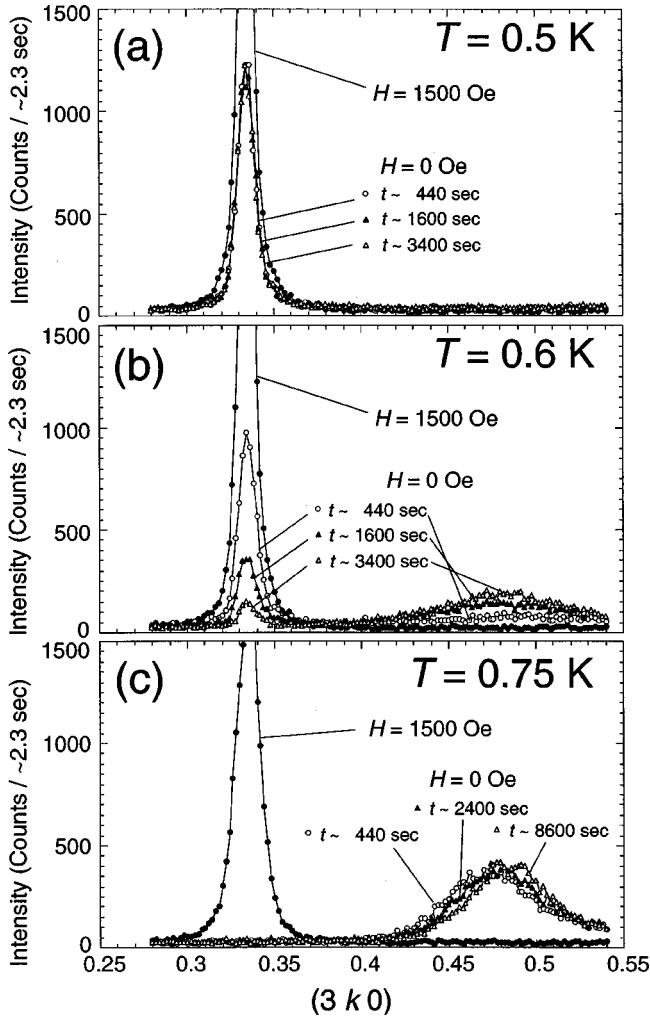 (a)
T = 0.5 K
Intensity (Counts / ~2.3 sec)
1500
1000
500
0
H = 1500 Oe
H = 0 Oe
t ~ 440 sec
t ~ 1600 sec
t ~ 3400 sec
(b)
T = 0.6 K
Intensity (Counts / ~2.3 sec)
1500
1000
500
0
H = 1500 Oe
H = 0 Oe
t ~ 440 sec
t ~ 1600 sec
t ~ 3400 sec
(c)
T = 0.75 K
Intensity (Counts / ~2.3 sec)
1500
1000
500
0
H = 1500 Oe
H = 0 Oe
t ~ 2400 sec
t ~ 440 sec
t ~ 8600 sec
0.25 0.3 0.35 0.4 0.45 0.5 0.55
(3 k 0)